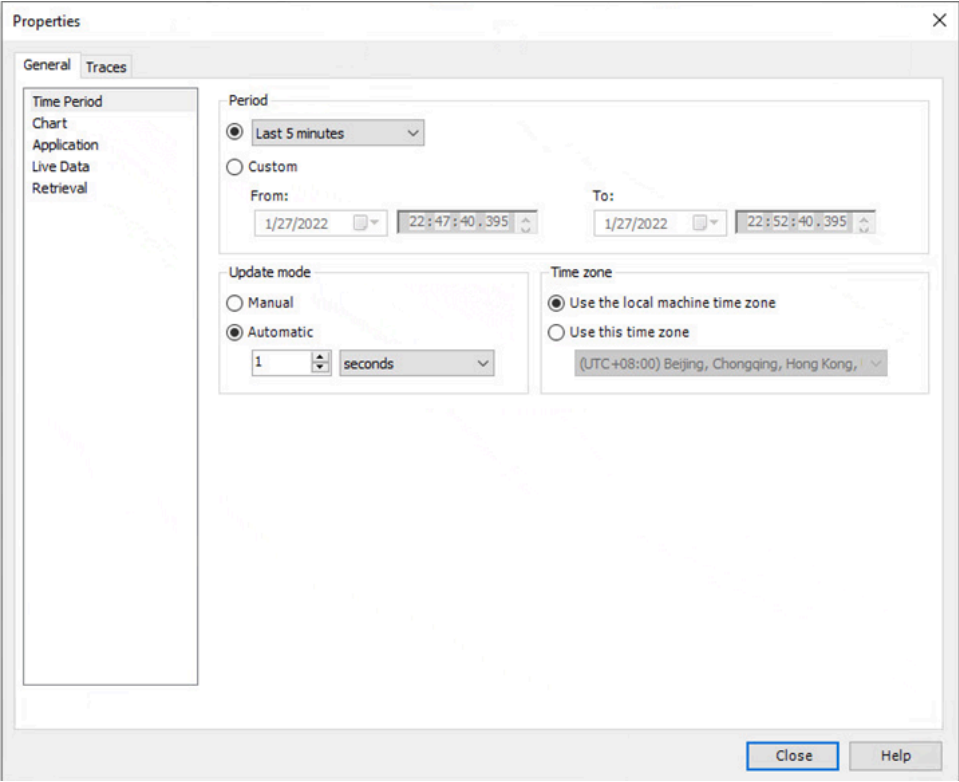 Properties
General Traces
Time Period
Chart
Application
Live Data
Retrieval
Period
Last 5 minutes
Custom
From: To:
1/27/2022 22:47:40.395 1/27/2022 22:52:40.395
Update mode
Manual
Automatic
1 seconds
Time zone
Use the local machine time zone
Use this time zone
(UTC+08:00) Beijing, Chongqing, Hong Kong,
Close Help